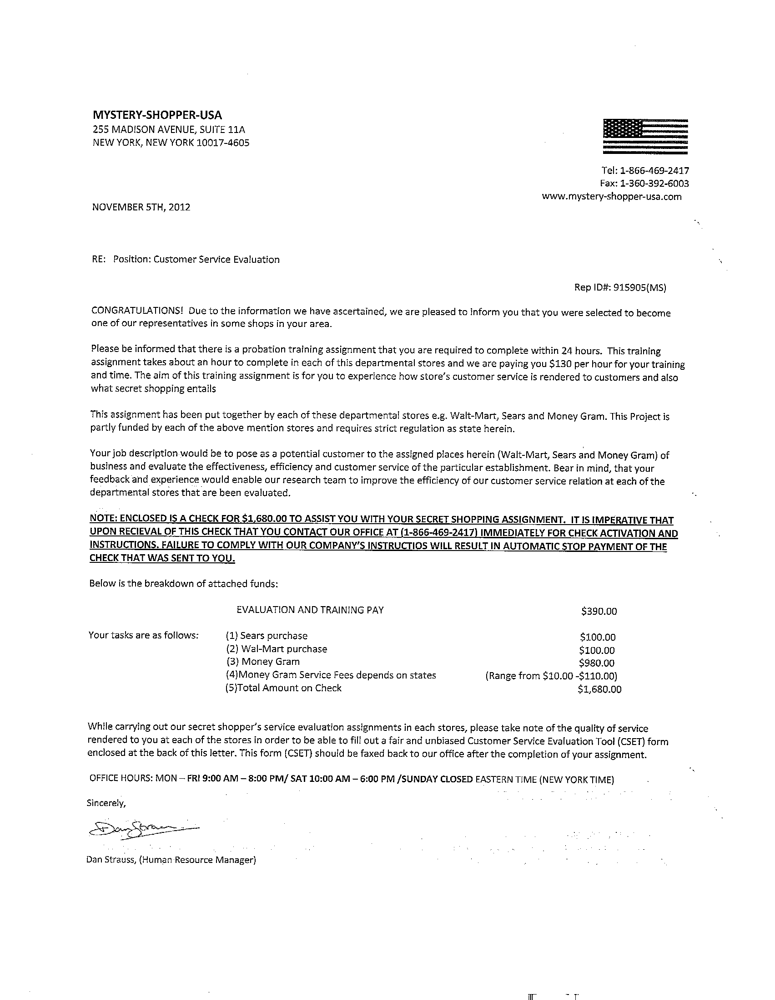 MYSTERY-SHOPPER-USA
255 MADISON AVENUE, SUITE 11A
NEW YORK, NEW YORK 10017-4605
Tel: 1-866-469-2417
Fax: 1-360-392-6003
www.mystery-shopper-usa.com
NOVEMBER 5TH, 2012
RE: Position: Customer Service Evaluation
Rep ID#: 915905(MS)
CONGRATULATIONS! Due to the information we have ascertained, we are pleased to inform you that you were selected to become
one of our representatives in some shops in your area.
Please be informed that there is a probation training assignment that you are required to complete within 24 hours. This training
assignment takes about an hour to complete in each of this departmental stores and we are paying you $130 per hour for your training
and time. The aim of this training assignment is for you to experience how store's customer service is rendered to customers and also
what secret shopping entails
This assignment has been put together by each of these departmental stores e.g. Walt-Mart, Sears and Money Gram. This Project is
partly funded by each of the above mention stores and requires strict regulation as state herein.
Your job description would be to pose as a potential customer to the assigned places herein (Walt-Mart, Sears and Money Gram) of
business and evaluate the effectiveness, efficiency and customer service of the particular establishment. Bear in mind, that your
feedback and experience would enable our research team to improve the efficiency of our customer service relation at each of the
departmental stores that are been evaluated.
NOTE: ENCLOSED IS A CHECK FOR $1,680.00 TO ASSIST YOU WITH YOUR SECRET SHOPPING ASSIGNMENT. IT IS IMPERATIVE THAT
UPON RECIEVAL OF THIS CHECK THAT YOU CONTACT OUR OFFICE AT (1-866-469-2417) IMMEDIATELY FOR CHECK ACTIVATION AND
INSTRUCTIONS. FAILURE TO COMPLY WITH OUR COMPANY'S INSTRUCTIOS WILL RESULT IN AUTOMATIC STOP PAYMENT OF THE
CHECK THAT WAS SENT TO YOU.
Below is the breakdown of attached funds:
EVALUATION AND TRAINING PAY $390.00
Your tasks are as follows: (1) Sears purchase $100.00
(2) Wal-Mart purchase $100.00
(3) Money Gram $980.00
(4)Money Gram Service Fees depends on states (Range from $10.00 -$110.00)
(5)Total Amount on Check $1,680.00
While carrying out our secret shopper's service evaluation assignments in each stores, please take note of the quality of service
rendered to you at each of the stores in order to be able to fill out a fair and unbiased Customer Service Evaluation Tool (CSET) form
enclosed at the back of this letter. This form (CSET) should be faxed back to our office after the completion of your assignment.
OFFICE HOURS: MON – FRI 9:00 AM – 8:00 PM/ SAT 10:00 AM – 6:00 PM /SUNDAY CLOSED EASTERN TIME (NEW YORK TIME)
Sincerely,
Dan Strauss, (Human Resource Manager)